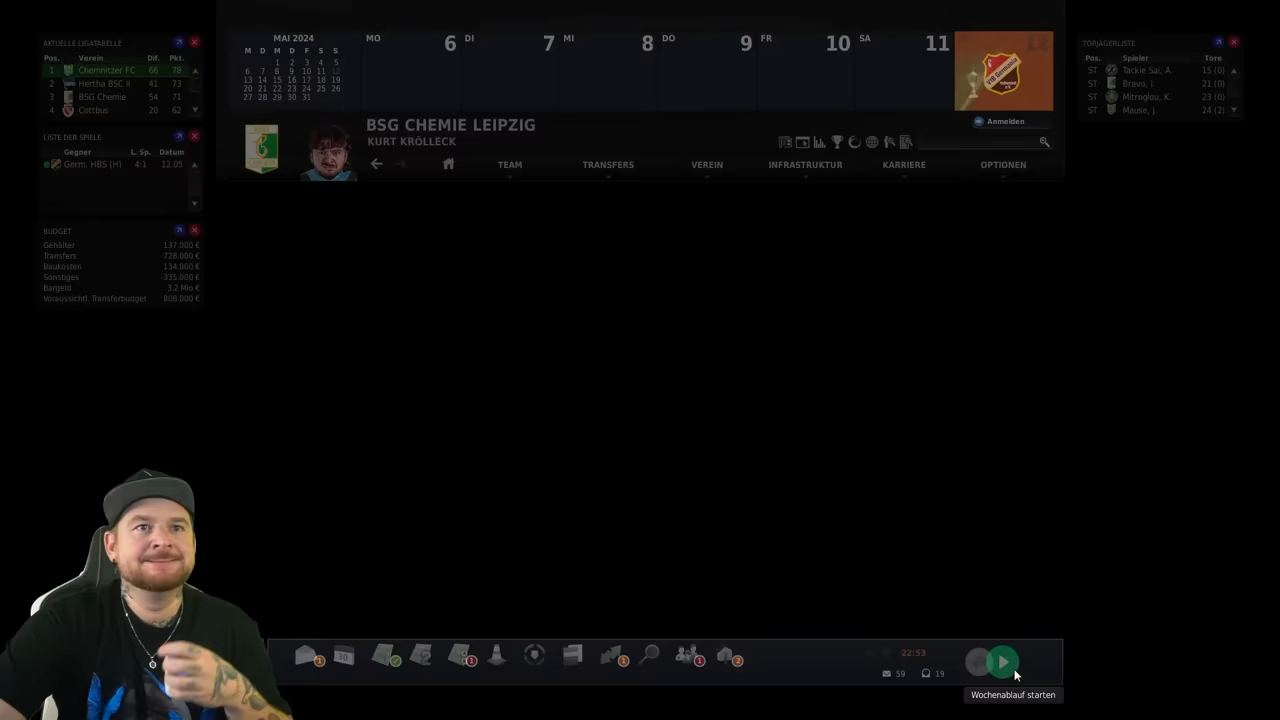 AKTUELLE LIGATABELLE
Pos. Verein Dif. Pkt.
1 Chemnitzer FC 66 78
2 Hertha BSC II 41 73
3 BSG Chemie 54 71
4 Cottbus 20 62
LISTE DER SPIELE
Gegner L. Sp. Datum
Germ. HBS (H) 4:1 12.05
BUDGET
Gehälter 137.000 €
Transfers 728.000 €
Baukosten 134.000 €
Sonstiges -335.000 €
Bargeld 3,2 Mio €
Voraussichtl. Transferbudget 808.000 €
MAI 2024
M D M D F S S
1 2 3 4 5
6 7 8 9 10 11 12
13 14 15 16 17 18 19
20 21 22 23 24 25 26
27 28 29 30 31
MO 6 DI 7 MI 8 DO 9 FR 10 SA 11 12
Anmelden
BSG CHEMIE LEIPZIG
KURT KRÖLLECK
TEAM TRANSFERS VEREIN INFRASTRUKTUR KARRIERE OPTIONEN
TORJÄGERLISTE
Pos. Spieler Tore
ST Tackie Sai, A. 15 (0)
ST Bravo, I. 21 (0)
ST Mitroglou, K. 23 (0)
ST Mause, J. 24 (2)
1 30 1 1 1 2
22:53
59 19
Wochenablauf starten